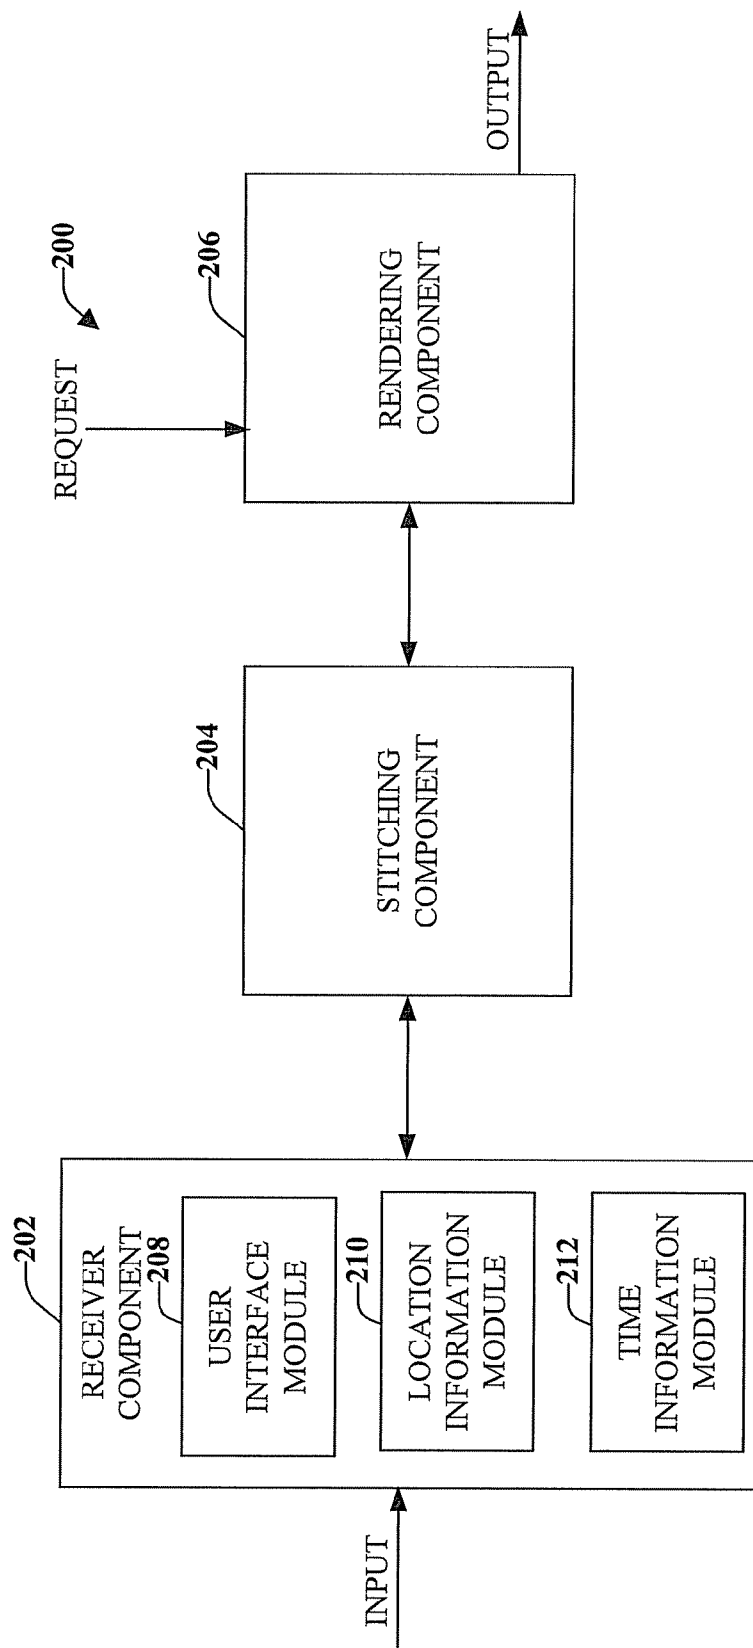 200
INPUT
202
RECEIVER
COMPONENT
208
USER
INTERFACE
MODULE
210
LOCATION
INFORMATION
MODULE
212
TIME
INFORMATION
MODULE
204
STITCHING
COMPONENT
REQUEST
206
RENDERING
COMPONENT
OUTPUT